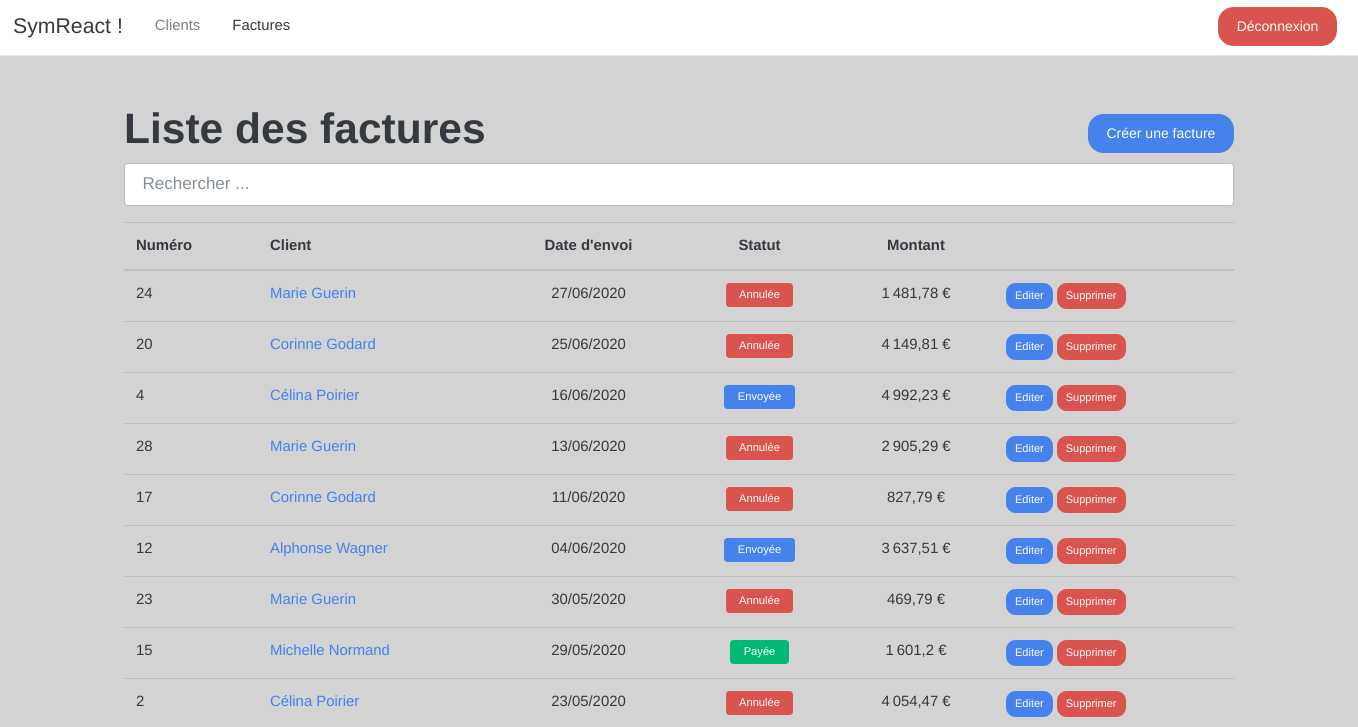 SymReact ! Clients Factures Déconnexion
Liste des factures Créer une facture
Rechercher ...
Numéro Client Date d'envoi Statut Montant
24 Marie Guerin 27/06/2020 Annulée 1 481,78 € Editer Supprimer
20 Corinne Godard 25/06/2020 Annulée 4 149,81 € Editer Supprimer
4 Célina Poirier 16/06/2020 Envoyée 4 992,23 € Editer Supprimer
28 Marie Guerin 13/06/2020 Annulée 2 905,29 € Editer Supprimer
17 Corinne Godard 11/06/2020 Annulée 827,79 € Editer Supprimer
12 Alphonse Wagner 04/06/2020 Envoyée 3 637,51 € Editer Supprimer
23 Marie Guerin 30/05/2020 Annulée 469,79 € Editer Supprimer
15 Michelle Normand 29/05/2020 Payée 1 601,2 € Editer Supprimer
2 Célina Poirier 23/05/2020 Annulée 4 054,47 € Editer Supprimer